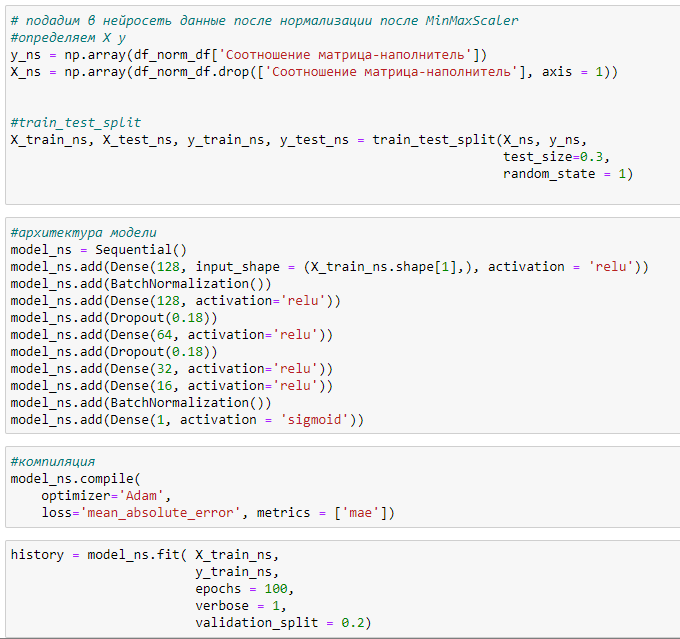 # подадим в нейросеть данные после нормализации после MinMaxScaler
#определяем X y
y_ns = np.array(df_norm_df['Соотношение матрица-наполнитель'])
X_ns = np.array(df_norm_df.drop(['Соотношение матрица-наполнитель'], axis = 1))
#train_test_split
X_train_ns, X_test_ns, y_train_ns, y_test_ns = train_test_split(X_ns, y_ns,
test_size=0.3,
random_state = 1)
#архитектура модели
model_ns = Sequential()
model_ns.add(Dense(128, input_shape = (X_train_ns.shape[1],), activation = 'relu'))
model_ns.add(BatchNormalization())
model_ns.add(Dense(128, activation='relu'))
model_ns.add(Dropout(0.18))
model_ns.add(Dense(64, activation='relu'))
model_ns.add(Dropout(0.18))
model_ns.add(Dense(32, activation='relu'))
model_ns.add(Dense(16, activation='relu'))
model_ns.add(BatchNormalization())
model_ns.add(Dense(1, activation = 'sigmoid'))
#компиляция
model_ns.compile(
optimizer='Adam',
loss='mean_absolute_error', metrics = ['mae'])
history = model_ns.fit( X_train_ns,
y_train_ns,
epochs = 100,
verbose = 1,
validation_split = 0.2)